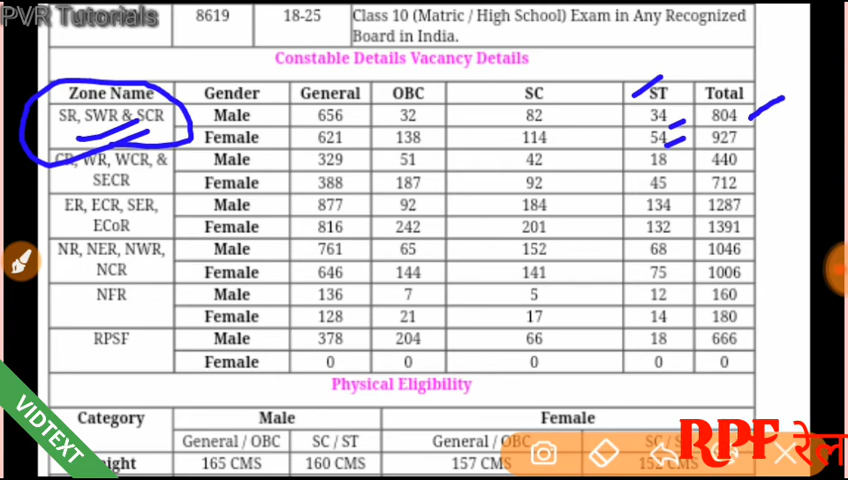 PVR Tutorials
8619 18-25 Class 10 (Matric / High School) Exam in Any Recognized
Board in India.
Constable Details Vacancy Details
Zone Name Gender General OBC SC ST Total
SR, SWR & SCR Male 656 32 82 34 804
Female 621 138 114 54 927
CR, WR, WCR, & Male 329 51 42 18 440
SECR Female 388 187 92 45 712
ER, ECR, SER, Male 877 92 184 134 1287
ECoR Female 816 242 201 132 1391
NR, NER, NWR, Male 761 65 152 68 1046
NCR Female 646 144 141 75 1006
NFR Male 136 7 5 12 160
Female 128 21 17 14 180
RPSF Male 378 204 66 18 666
Female 0 0 0 0 0
Physical Eligibility
Category Male Female
General / OBC SC / ST General / OBC SC /
165 CMS 160 CMS 157 CMS 152 CMS
VIDTEXT
RPF रेल